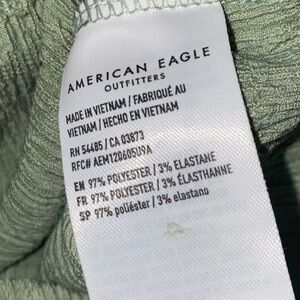 AMERICAN EAGLE
OUTFITTERS
MADE IN VIETNAM / FABRIQUÉ AU
VIETNAM / HECHO EN VIETNAM
RN 54485 / CA 03873
RFC# AEM120605U9A
EN 97% POLYESTER / 3% ELASTANE
FR 97% POLYESTER / 3% ÉLASTHANNE
SP 97% poliéster / 3% elastano